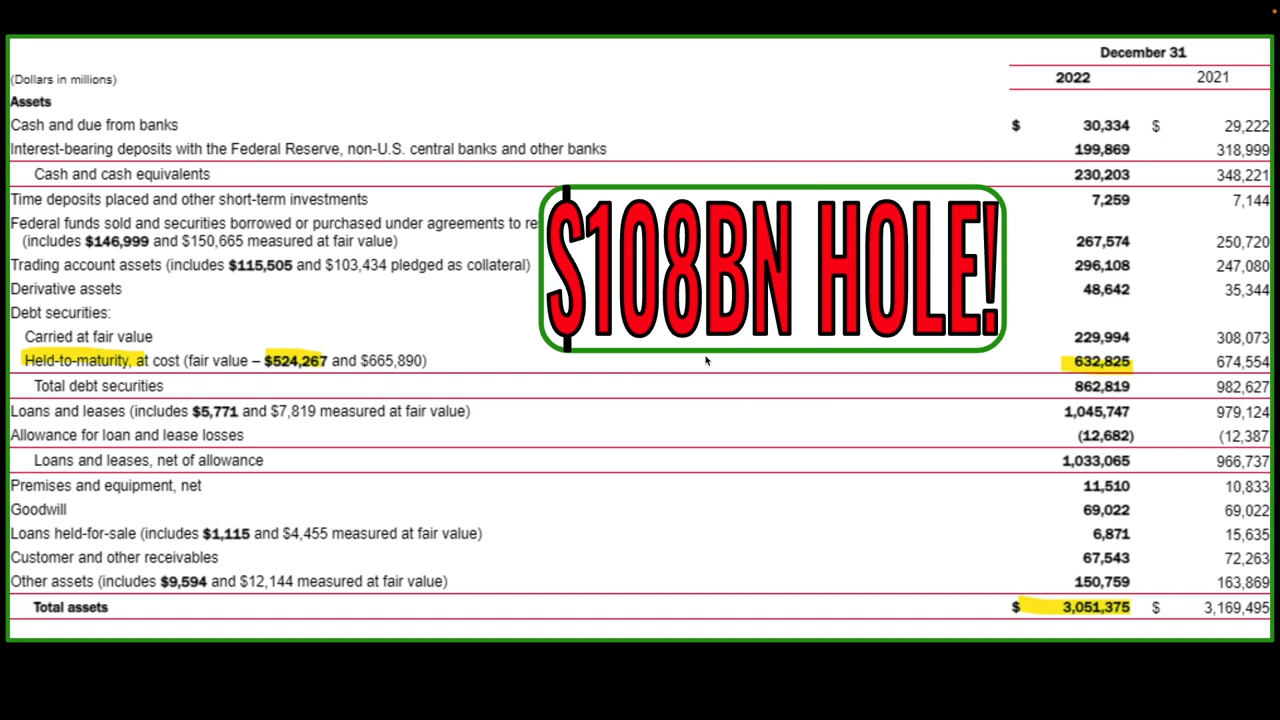 December 31
(Dollars in millions) 2022 2021
Assets
Cash and due from banks $ 30,334 $ 29,222
Interest-bearing deposits with the Federal Reserve, non-U.S. central banks and other banks 199,869 318,999
Cash and cash equivalents 230,203 348,221
Time deposits placed and other short-term investments 7,259 7,144
Federal funds sold and securities borrowed or purchased under agreements to
(includes $146,999 and $150,665 measured at fair value) 267,574 250,720
Trading account assets (includes $115,505 and $103,434 pledged as collateral) 296,108 247,080
$108BN HOLE!
Derivative assets 48,642 35,344
Debt securities:
Carried at fair value 229,994 308,073
Held-to-maturity, at cost (fair value – $524,267 and $665,890) 632,825 674,554
Total debt securities 862,819 982,627
Loans and leases (includes $5,771 and $7,819 measured at fair value) 1,045,747 979,124
Allowance for loan and lease losses (12,682) (12,387
Loans and leases, net of allowance 1,033,065 966,737
Premises and equipment, net 11,510 10,833
Goodwill 69,022 69,022
Loans held-for-sale (includes $1,115 and $4,455 measured at fair value) 6,871 15,635
Customer and other receivables 67,543 72,263
Other assets (includes $9,594 and $12,144 measured at fair value) 150,759 163,869
Total assets $ 3,051,375 $ 3,169,495